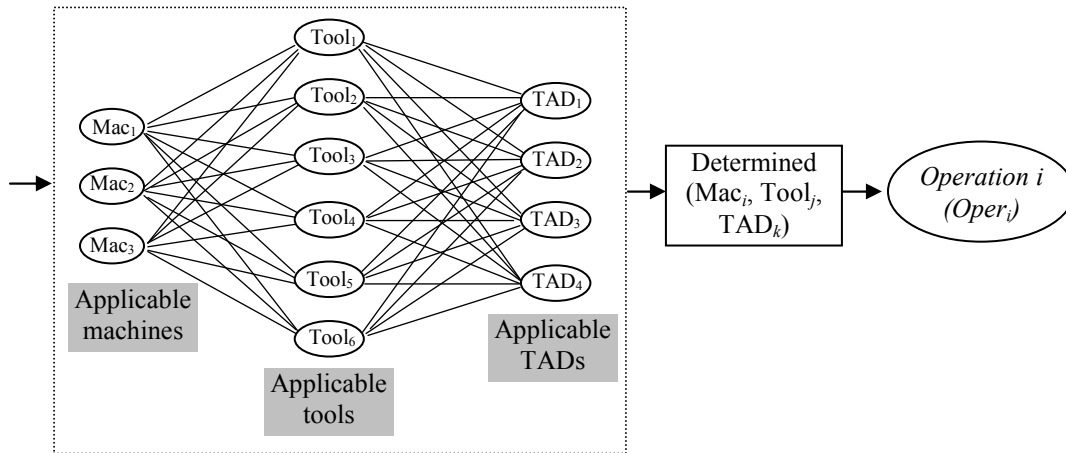 Mac₁
Mac₂
Mac₃
Applicable
machines
Tool₁
Tool₂
Tool₃
Tool₄
Tool₅
Tool₆
Applicable
tools
TAD₁
TAD₂
TAD₃
TAD₄
Applicable
TADs
Determined
(Macᵢ, Toolⱼ,
TADₖ)
Operation i
(Operᵢ)